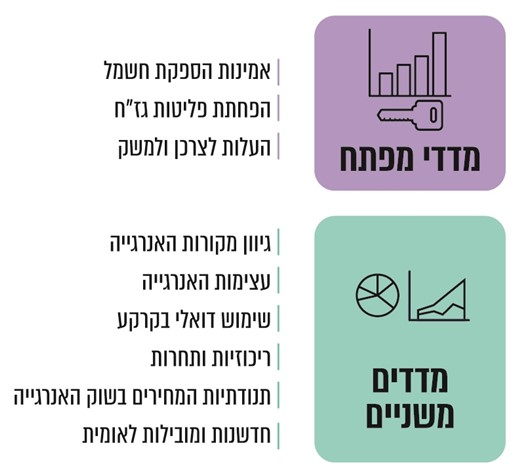 מדדי מפתח
אמינות הספקת חשמל
הפחתת פליטות גז"ח
העלות לצרכן ולמשק
מדדים
משניים
גיוון מקורות האנרגייה
עצימות האנרגייה
שימוש דואלי בקרקע
ריכוזיות ותחרות
תנודתיות המחירים בשוק האנרגייה
חדשנות ומובילות לאומית